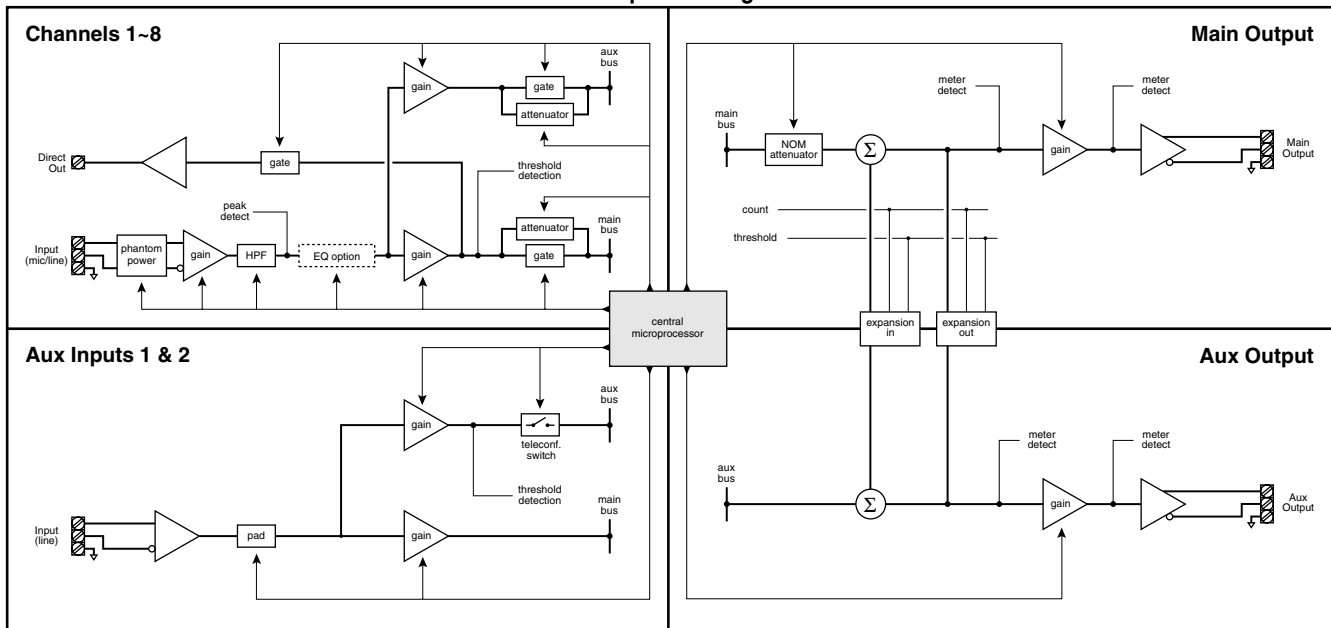 Channels 1~8
aux
bus
gain
gate
attenuator
Direct
Out
gate
threshold
detection
peak
detect
attenuator
main
bus
Input
(mic/line)
phantom
power
gain
HPF
EQ option
gain
gate
Main Output
meter
detect
meter
detect
main
bus
NOM
attenuator
Σ
gain
Main
Output
count
threshold
central
microprocessor
expansion
in
expansion
out
Aux Inputs 1 & 2
aux
bus
gain
teleconf.
switch
threshold
detection
main
bus
Input
(line)
pad
gain
Aux Output
meter
detect
meter
detect
aux
bus
Σ
gain
Aux
Output